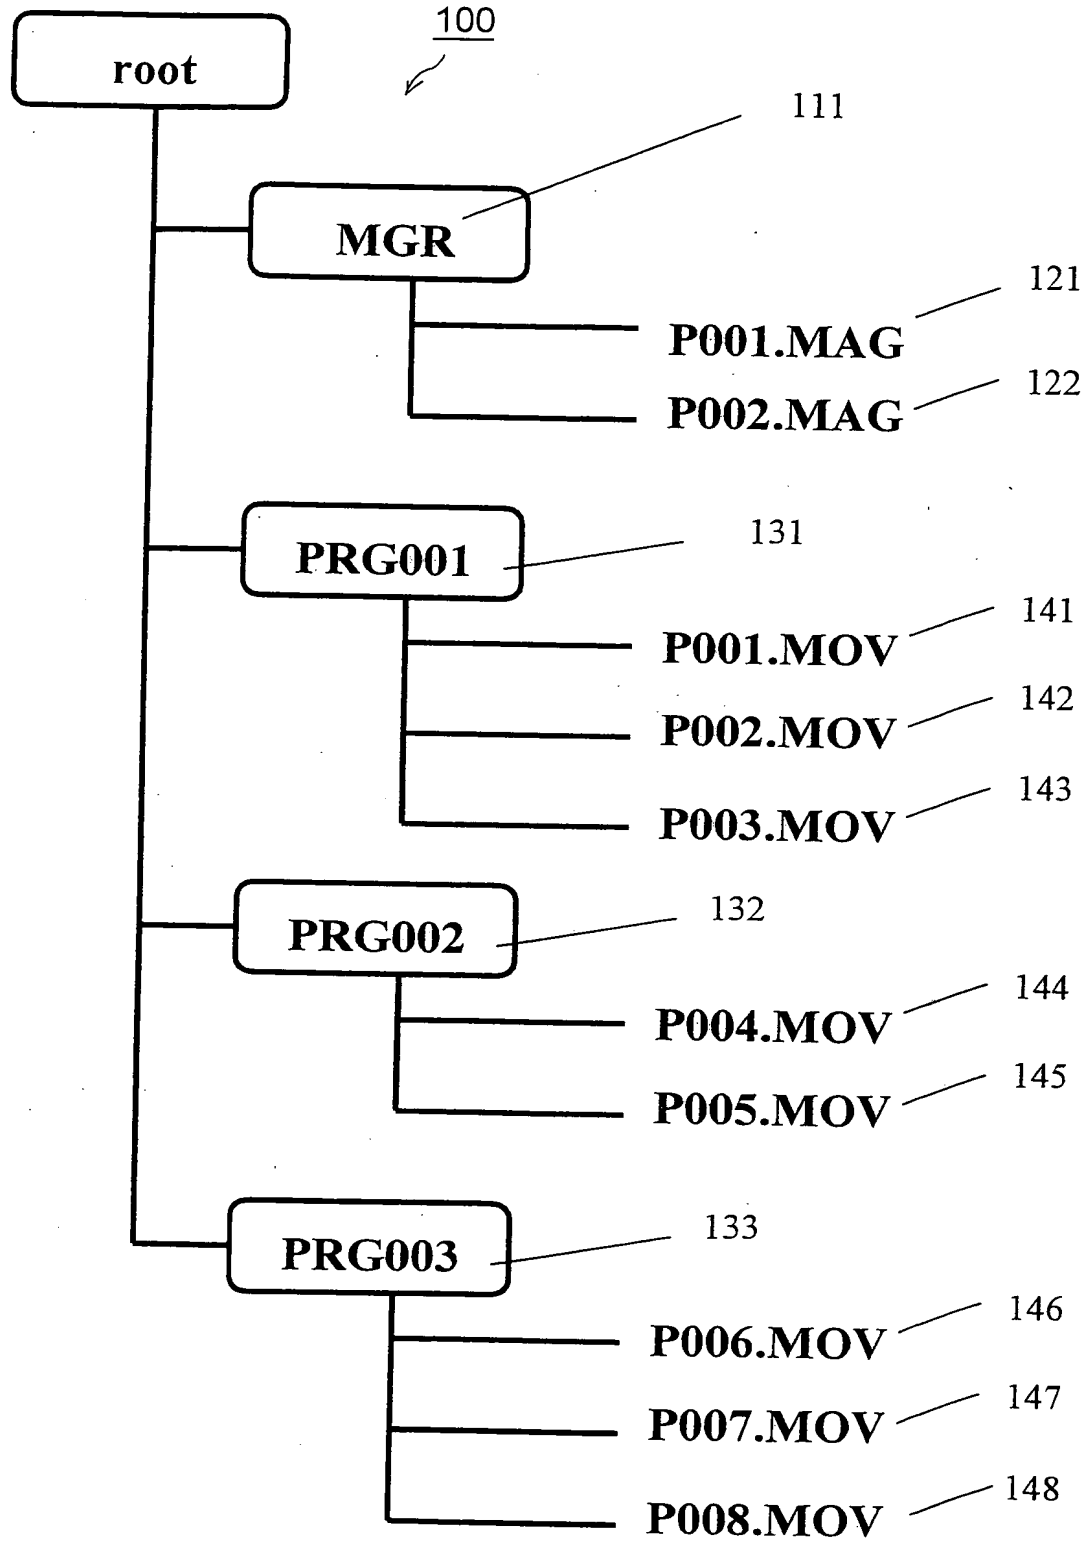 100
root
111
MGR
121
P001.MAG
122
P002.MAG
131
PRG001
141
P001.MOV
142
P002.MOV
143
P003.MOV
132
PRG002
144
P004.MOV
145
P005.MOV
133
PRG003
146
P006.MOV
147
P007.MOV
148
P008.MOV